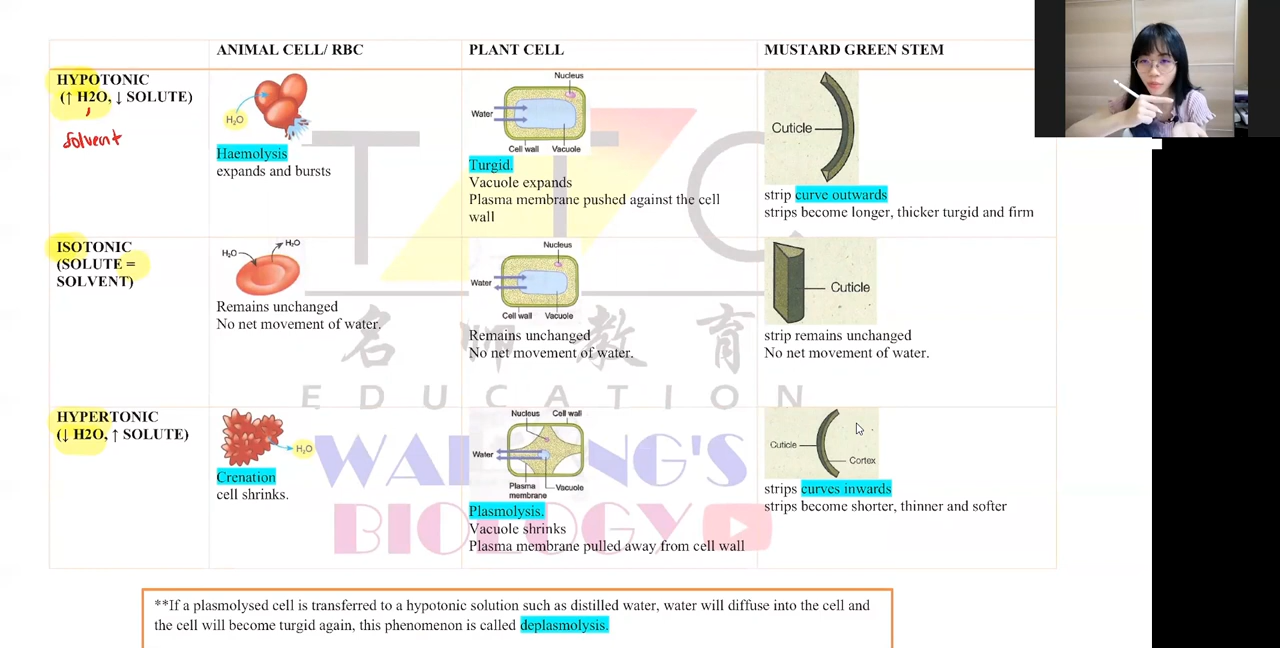 ANIMAL CELL/ RBC
PLANT CELL
MUSTARD GREEN STEM
HYPOTONIC
(↑ H2O, ↓ SOLUTE)
solvent
H₂O
Haemolysis
expands and bursts
Nucleus
Water
Cell wall
Vacuole
Turgid.
Vacuole expands
Plasma membrane pushed against the cell
wall
Cuticle
strip curve outwards
strips become longer, thicker turgid and firm
ISOTONIC
(SOLUTE =
SOLVENT)
H₂O
H₂O
Remains unchanged
No net movement of water.
Nucleus
Water
Cell wall
Vacuole
Remains unchanged
No net movement of water.
Cuticle
strip remains unchanged
No net movement of water.
HYPERTONIC
(↓ H2O, ↑ SOLUTE)
H₂O
Crenation
cell shrinks.
Nucleus
Cell wall
Water
Plasma
membrane
Vacuole
Plasmolysis.
Vacuole shrinks
Plasma membrane pulled away from cell wall
Cuticle
Cortex
strips curves inwards
strips become shorter, thinner and softer
**If a plasmolysed cell is transferred to a hypotonic solution such as distilled water, water will diffuse into the cell and
the cell will become turgid again, this phenomenon is called deplasmolysis.
名 师 教 育
EDUCATION
BIOLOGY